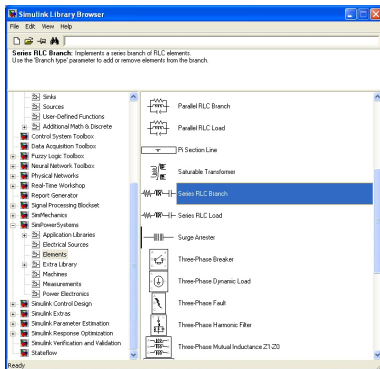 Simulink Library Browser
File Edit View Help
Series RLC Branch: Implements a series branch of RLC elements.
Use the 'Branch type' parameter to add or remove elements from the branch.
Sinks
Sources
User-Defined Functions
Additional Math & Discrete
Control System Toolbox
Data Acquisition Toolbox
Fuzzy Logic Toolbox
Neural Network Toolbox
Physical Networks
Real-Time Workshop
Report Generator
Signal Processing Blockset
SimMechanics
SimPowerSystems
Application Libraries
Electrical Sources
Elements
Extra Library
Machines
Measurements
Power Electronics
Simulink Control Design
Simulink Extras
Simulink Parameter Estimation
Simulink Response Optimization
Simulink Verification and Validation
Stateflow
Parallel RLC Branch
Parallel RLC Load
Pi Section Line
Saturable Transformer
Series RLC Branch
Series RLC Load
Surge Arrester
Three-Phase Breaker
Three-Phase Dynamic Load
Three-Phase Fault
Three-Phase Harmonic Filter
Three-Phase Mutual Inductance Z1-Z0
Ready